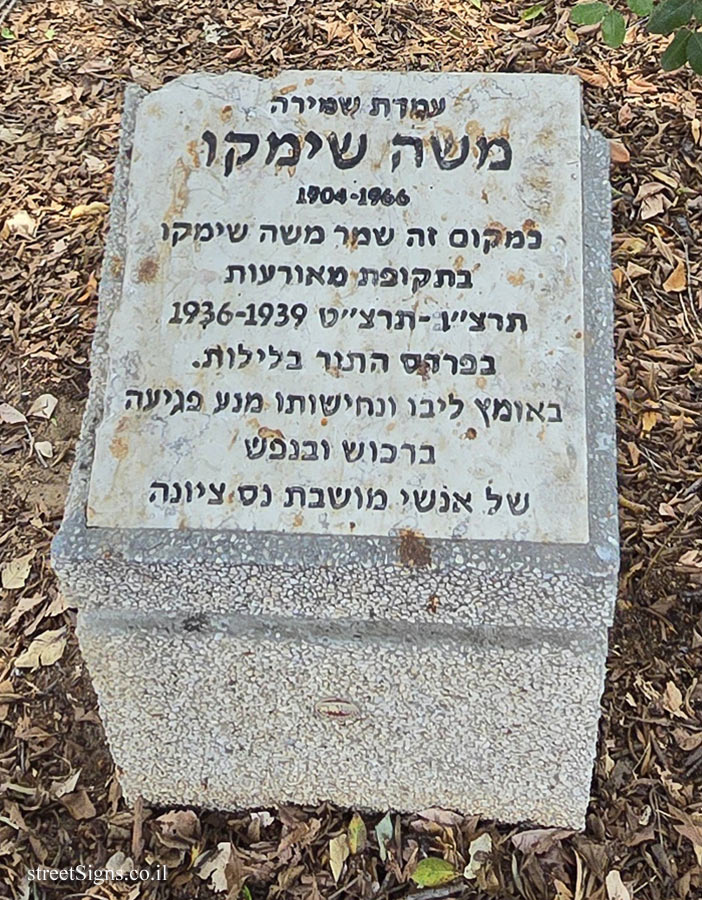 עמדת שמירה
משה שימקו
1904-1966
במקום זה שמר משה שימקו
בתקופת מאורעות
תרצ"ו -תרצ"ט 1936-1939
בפרדס התור בלילות.
באומץ ליבו ונחישותו מנע פגיעה
ברכוש ובנפש
של אנשי מושבת נס ציונה
streetSigns.co.il